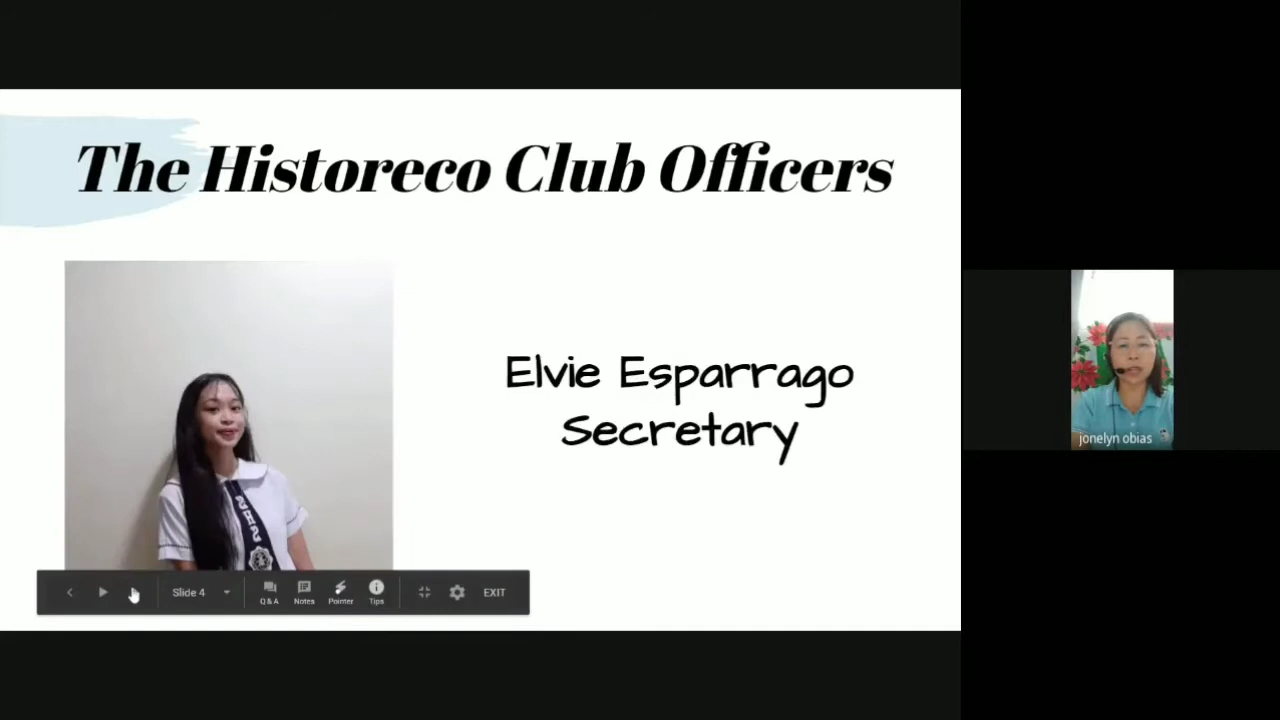 The Historeco Club Officers
Elvie Esparrago
Secretary
Slide 4
Q & A
Notes
Pointer
Tips
EXIT
jonelyn obias